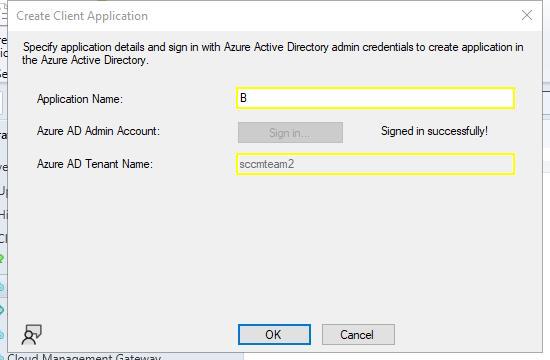 Create Client Application
Specify application details and sign in with Azure Active Directory admin credentials to create application in
the Azure Active Directory.
Application Name:
B
Azure AD Admin Account:
Sign in...
Signed in successfully!
Azure AD Tenant Name:
sccmteam2
OK
Cancel
Cloud Management Gateway